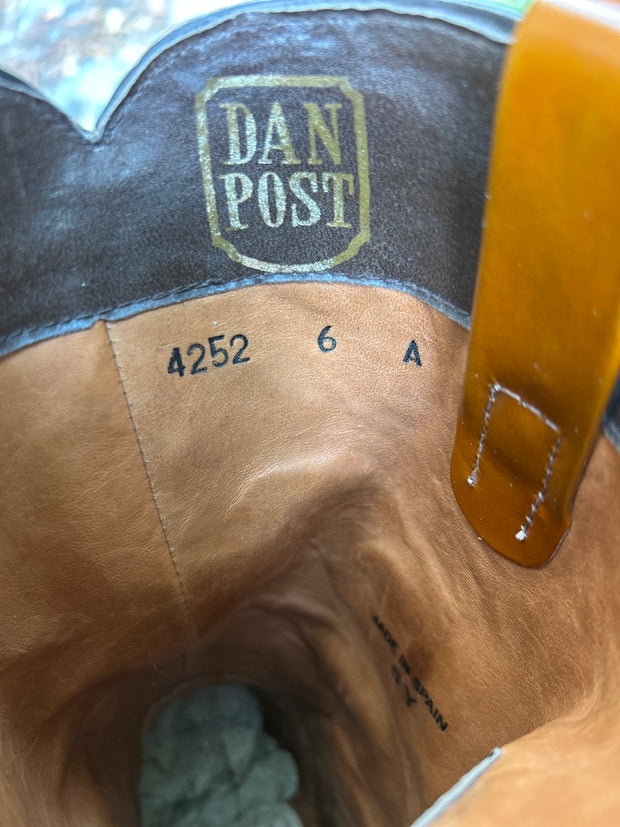 DAN
POST
4252 6 A
MADE IN SPAIN